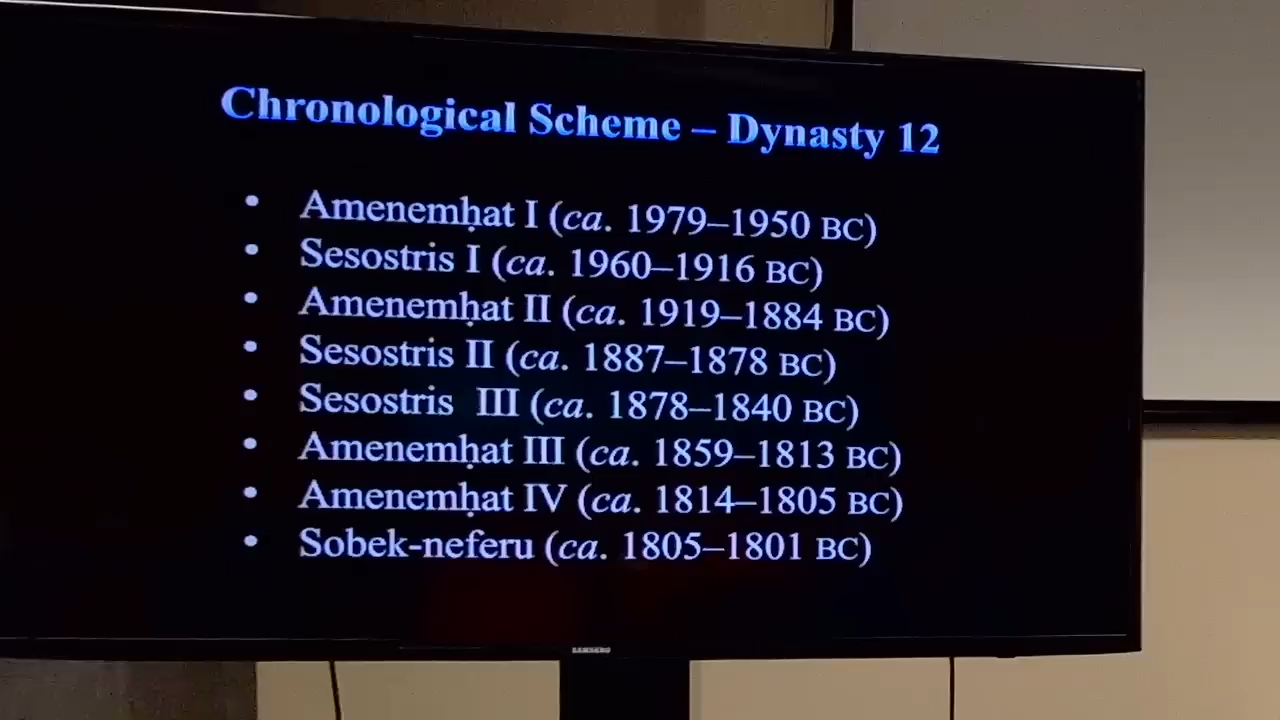 Chronological Scheme – Dynasty 12
• Amenemḥat I (ca. 1979–1950 BC)
• Sesostris I (ca. 1960–1916 BC)
• Amenemḥat II (ca. 1919–1884 BC)
• Sesostris II (ca. 1887–1878 BC)
• Sesostris III (ca. 1878–1840 BC)
• Amenemḥat III (ca. 1859–1813 BC)
• Amenemḥat IV (ca. 1814–1805 BC)
• Sobek-neferu (ca. 1805–1801 BC)
SAMSUNG